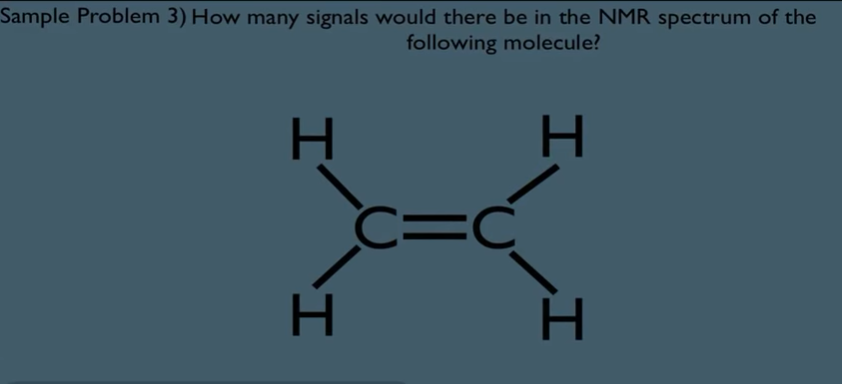 Sample Problem 3) How many signals would there be in the NMR spectrum of the
following molecule?
H H
C=C
H H